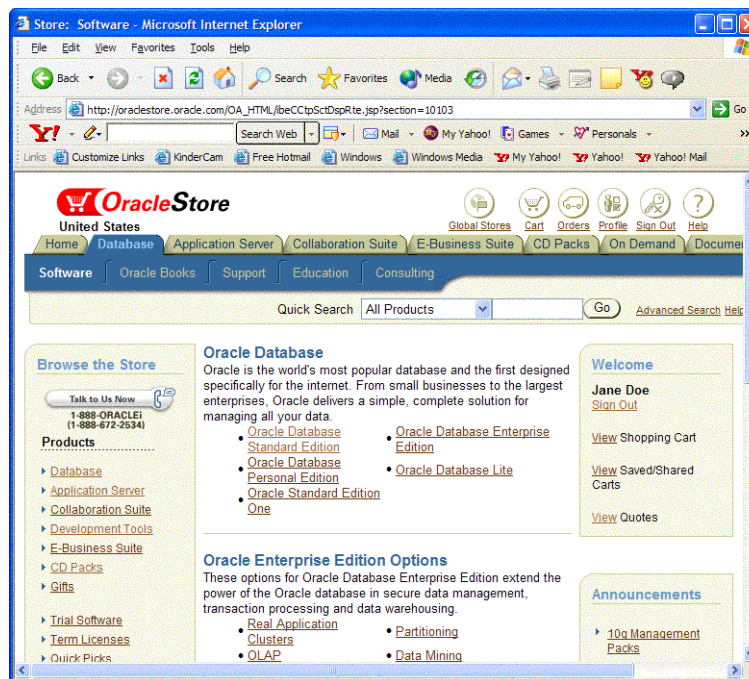 Store: Software - Microsoft Internet Explorer
File Edit View Favorites Tools Help
Back Search Favorites Media
Address http://oraclestore.oracle.com/OA_HTML/ibeCCtpSctDspRte.jsp?section=10103 Go
Y! Search Web Mail My Yahoo! Games Personals »
Links Customize Links KinderCam Free Hotmail Windows Windows Media My Yahoo! Yahoo! Yahoo! Mail
OracleStore
United States
Global Stores Cart Orders Profile Sign Out Help
Home Database Application Server Collaboration Suite E-Business Suite CD Packs On Demand Documen
Software Oracle Books Support Education Consulting
Quick Search All Products Go Advanced Search Help
Browse the Store
Talk to Us Now
1-888-ORACLEi
(1-888-672-2534)
Products
Database
Application Server
Collaboration Suite
Development Tools
E-Business Suite
CD Packs
Gifts
Trial Software
Term Licenses
Quick Picks
Oracle Database
Oracle is the world's most popular database and the first designed
specifically for the internet. From small businesses to the largest
enterprises, Oracle delivers a simple, complete solution for
managing all your data.
• Oracle Database
Standard Edition
• Oracle Database Enterprise
Edition
• Oracle Database
Personal Edition
• Oracle Database Lite
• Oracle Standard Edition
One
Oracle Enterprise Edition Options
These options for Oracle Database Enterprise Edition extend the
power of the Oracle database in secure data management,
transaction processing and data warehousing.
• Real Application
Clusters
• Partitioning
• OLAP
• Data Mining
Welcome
Jane Doe
Sign Out
View Shopping Cart
View Saved/Shared
Carts
View Quotes
Announcements
10g Management
Packs